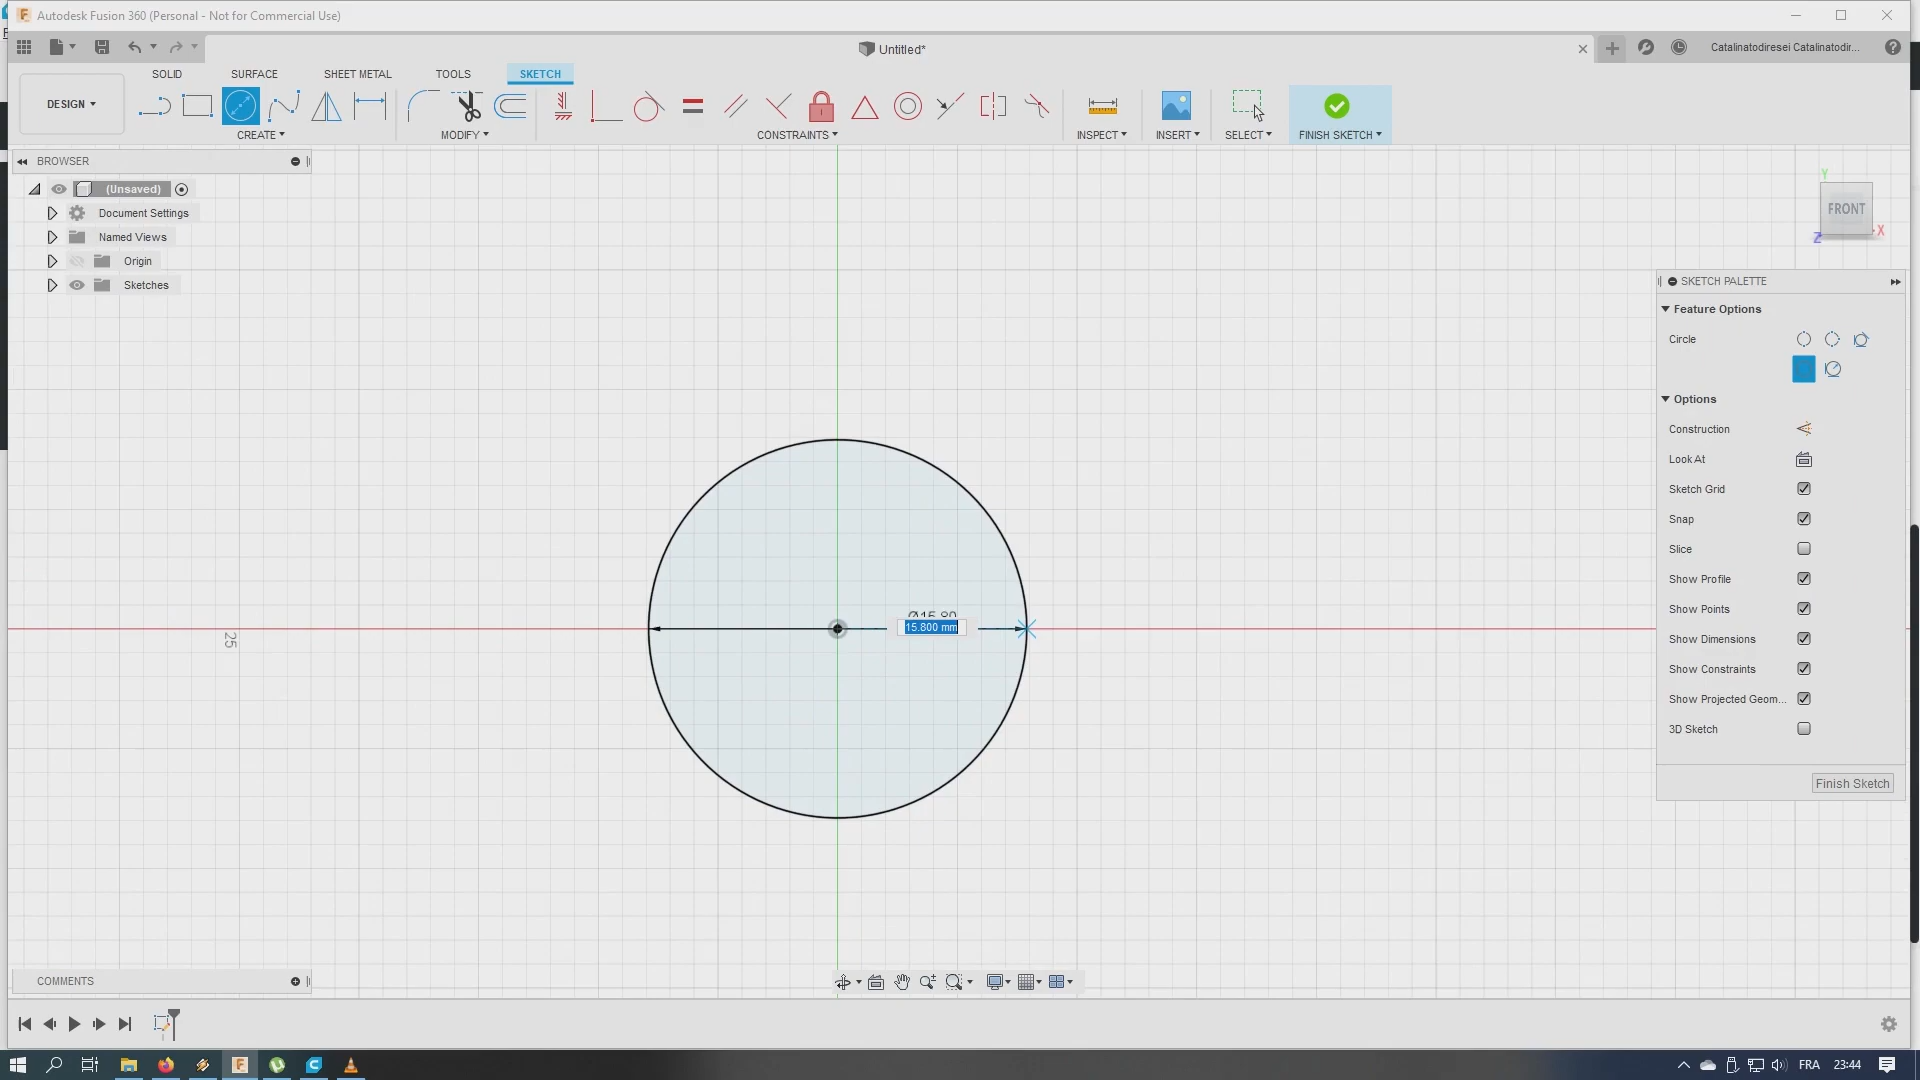 Autodesk Fusion 360 (Personal - Not for Commercial Use)
Untitled*
Catalinatodiresei Catalinatodir...
SOLID
SURFACE
SHEET METAL
TOOLS
SKETCH
DESIGN
CREATE
MODIFY
CONSTRAINTS
INSPECT
INSERT
SELECT
FINISH SKETCH
BROWSER
(Unsaved)
Document Settings
Named Views
Origin
Sketches
Y
FRONT
X
Z
SKETCH PALETTE
Feature Options
Circle
Options
Construction
Look At
Sketch Grid
Snap
Slice
Show Profile
Show Points
Show Dimensions
Show Constraints
Show Projected Geom...
3D Sketch
Finish Sketch
Ø15.80
15.800 mm
25
COMMENTS
FRA
23:44